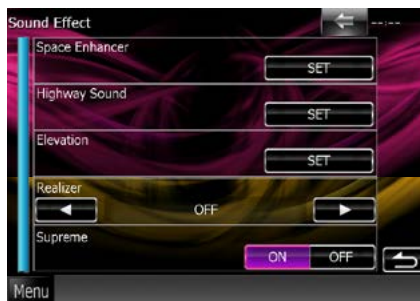 Sound Effect --:--
Space Enhancer
SET
Highway Sound
SET
Elevation
SET
Realizer
OFF
Supreme
ON OFF
Menu